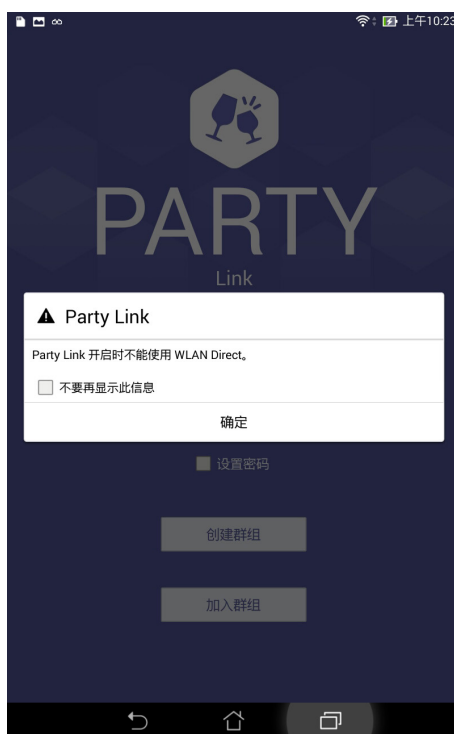 上午10:23
PARTY
Link
Party Link
Party Link 开启时不能使用 WLAN Direct。
不要再显示此信息
确定
设置密码
创建群组
加入群组